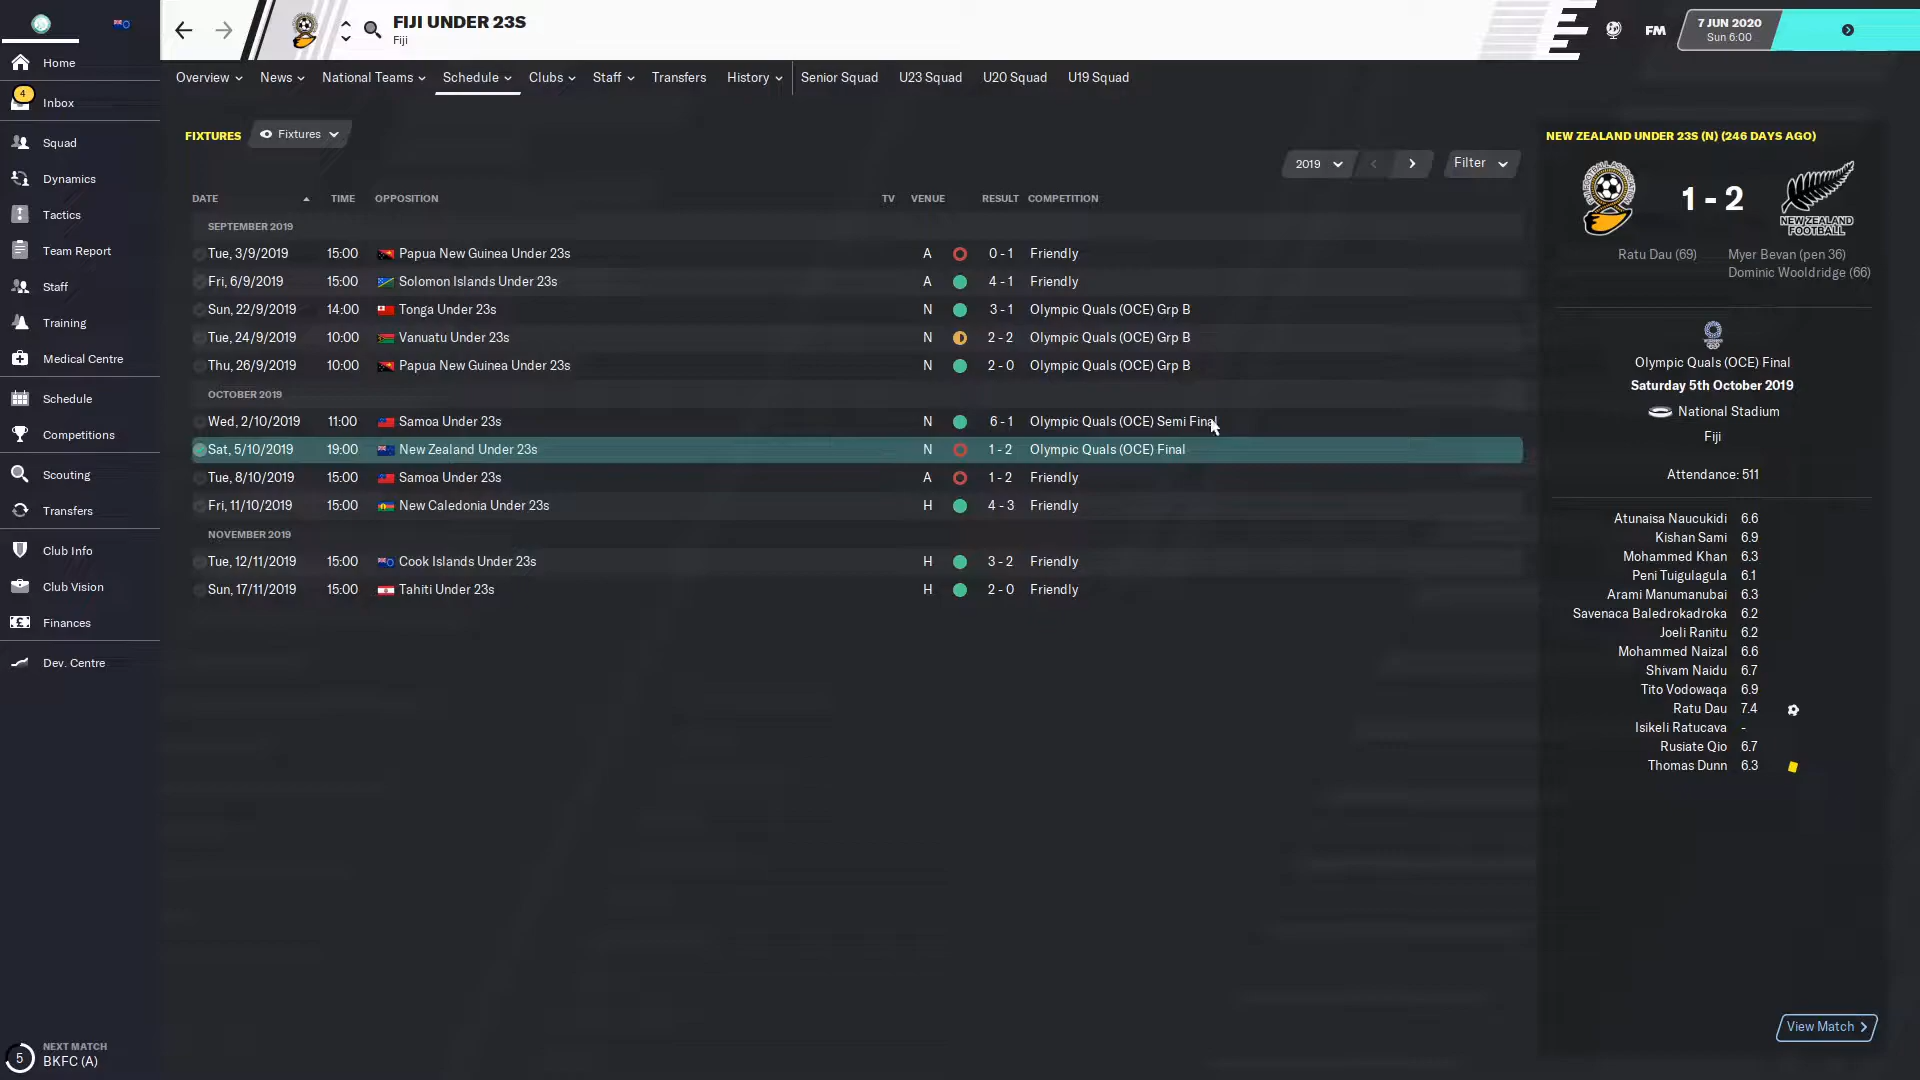 FIJI UNDER 23S
Fiji
FM
7 JUN 2020
Sun 6:00
Home
4
Inbox
Squad
Dynamics
Tactics
Team Report
Staff
Training
Medical Centre
Schedule
Competitions
Scouting
Transfers
Club Info
Club Vision
Finances
Dev. Centre
5
NEXT MATCH
BKFC (A)
Overview News National Teams Schedule Clubs Staff Transfers History Senior Squad U23 Squad U20 Squad U19 Squad
FIXTURES Fixtures
2019 Filter
DATE TIME OPPOSITION TV VENUE RESULT COMPETITION
SEPTEMBER 2019
Tue, 3/9/2019 15:00 Papua New Guinea Under 23s A 0 - 1 Friendly
Fri, 6/9/2019 15:00 Solomon Islands Under 23s A 4 - 1 Friendly
Sun, 22/9/2019 14:00 Tonga Under 23s N 3 - 1 Olympic Quals (OCE) Grp B
Tue, 24/9/2019 10:00 Vanuatu Under 23s N 2 - 2 Olympic Quals (OCE) Grp B
Thu, 26/9/2019 10:00 Papua New Guinea Under 23s N 2 - 0 Olympic Quals (OCE) Grp B
OCTOBER 2019
Wed, 2/10/2019 11:00 Samoa Under 23s N 6 - 1 Olympic Quals (OCE) Semi Final
Sat, 5/10/2019 19:00 New Zealand Under 23s N 1 - 2 Olympic Quals (OCE) Final
Tue, 8/10/2019 15:00 Samoa Under 23s A 1 - 2 Friendly
Fri, 11/10/2019 15:00 New Caledonia Under 23s H 4 - 3 Friendly
NOVEMBER 2019
Tue, 12/11/2019 15:00 Cook Islands Under 23s H 3 - 2 Friendly
Sun, 17/11/2019 15:00 Tahiti Under 23s H 2 - 0 Friendly
NEW ZEALAND UNDER 23S (N) (246 DAYS AGO)
1 - 2
NEW ZEALAND
FOOTBALL
Ratu Dau (69) Myer Bevan (pen 36)
Dominic Wooldridge (66)
Olympic Quals (OCE) Final
Saturday 5th October 2019
National Stadium
Fiji
Attendance: 511
Atunaisa Naucukidi 6.6
Kishan Sami 6.9
Mohammed Khan 6.3
Peni Tuigulagula 6.1
Arami Manumanubai 6.3
Savenaca Baledrokadroka 6.2
Joeli Ranitu 6.2
Mohammed Naizal 6.6
Shivam Naidu 6.7
Tito Vodowaqa 6.9
Ratu Dau 7.4
Isikeli Ratucava -
Rusiate Qio 6.7
Thomas Dunn 6.3
View Match